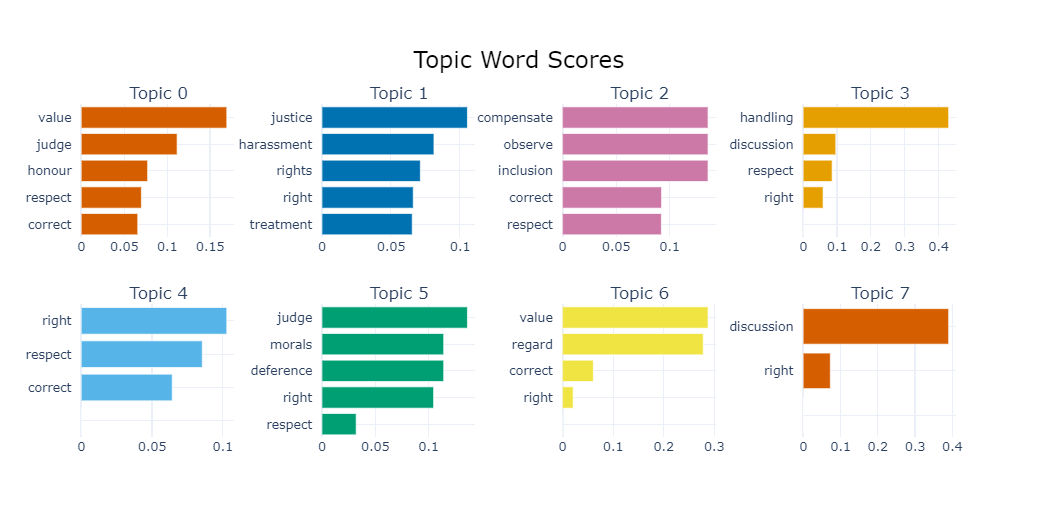 Topic Word Scores
Topic 0
value
judge
honour
respect
correct
0 0.05 0.1 0.15
Topic 1
justice
harassment
rights
right
treatment
0 0.05 0.1
Topic 2
compensate
observe
inclusion
correct
respect
0 0.05 0.1
Topic 3
handling
discussion
respect
right
0 0.1 0.2 0.3 0.4
Topic 4
right
respect
correct
0 0.05 0.1
Topic 5
judge
morals
deference
right
respect
0 0.05 0.1
Topic 6
value
regard
correct
right
0 0.1 0.2 0.3
Topic 7
discussion
right
0 0.1 0.2 0.3 0.4